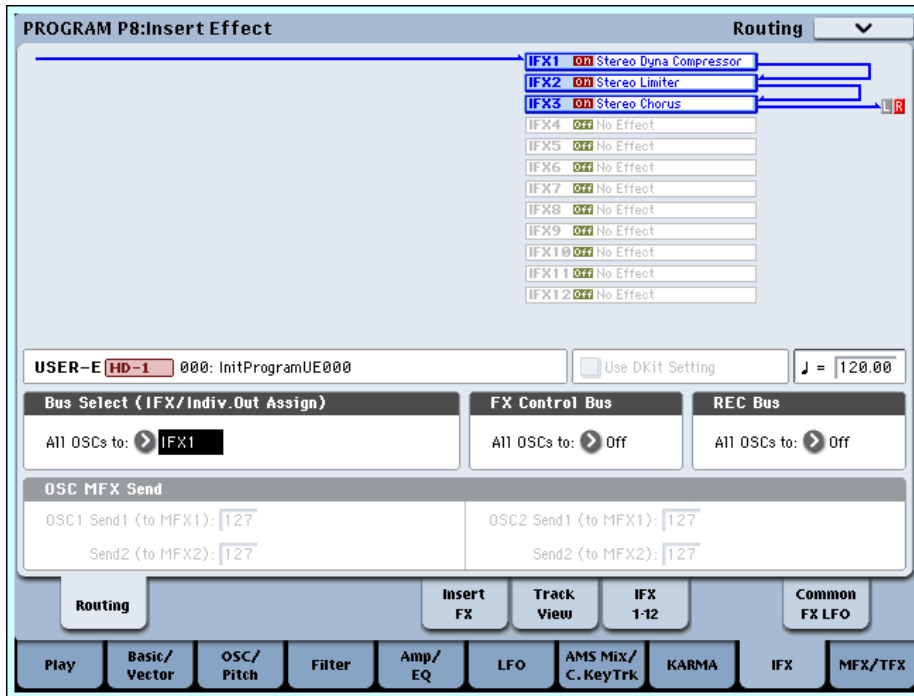 PROGRAM P8:Insert Effect Routing
IFX1 On Stereo Dyna Compressor
IFX2 On Stereo Limiter
IFX3 On Stereo Chorus
L R
IFX4 Off No Effect
IFX5 Off No Effect
IFX6 Off No Effect
IFX7 Off No Effect
IFX8 Off No Effect
IFX9 Off No Effect
IFX10 Off No Effect
IFX11 Off No Effect
IFX12 Off No Effect
USER-E HD-1 000: InitProgramUE000 Use DKit Setting ♩ = 120.00
Bus Select (IFX/Indiv.Out Assign) FX Control Bus REC Bus
All OSCs to: IFX1 All OSCs to: Off All OSCs to: Off
OSC MFX Send
OSC1 Send1 (to MFX1): 127 OSC2 Send1 (to MFX1): 127
Send2 (to MFX2): 127 Send2 (to MFX2): 127
Routing
Insert
FX
Track
View
IFX
1-12
Common
FX LFO
Play
Basic/
Vector
OSC/
Pitch
Filter
Amp/
EQ
LFO
AMS Mix/
C.KeyTrk
KARMA
IFX
MFX/TFX